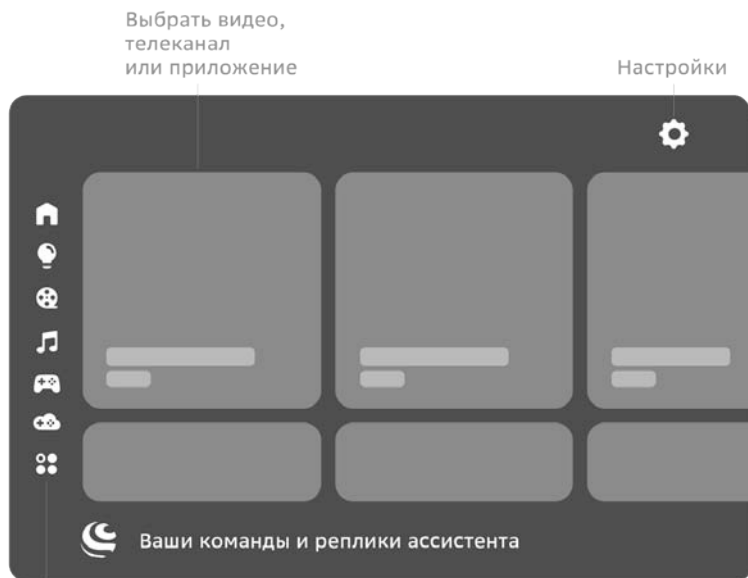 Выбрать видео,
телеканал
или приложение
Настройки
Ваши команды и реплики ассистента